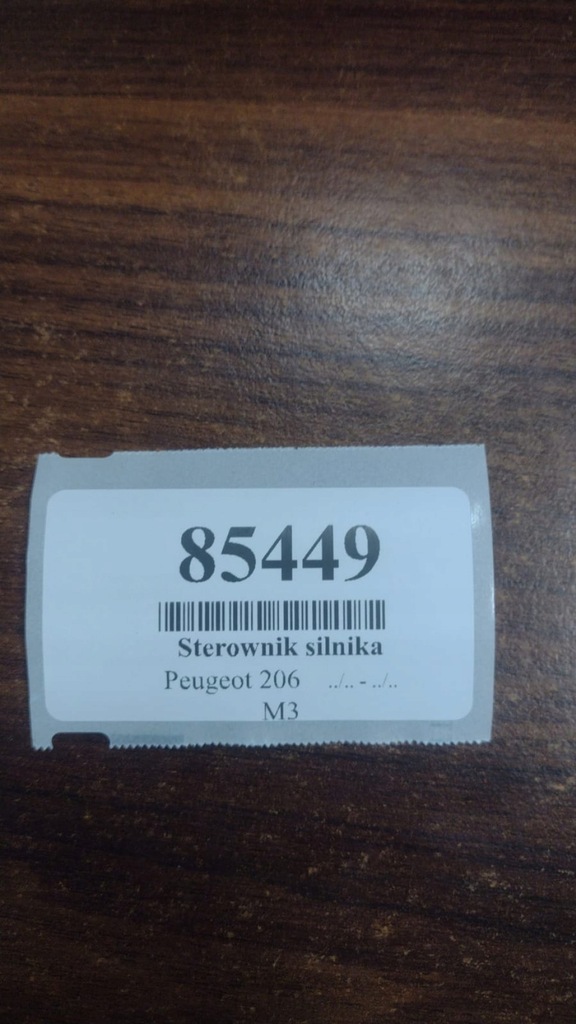 85449
Sterownik silnika
Peugeot 206 ../.. - ../..
M3